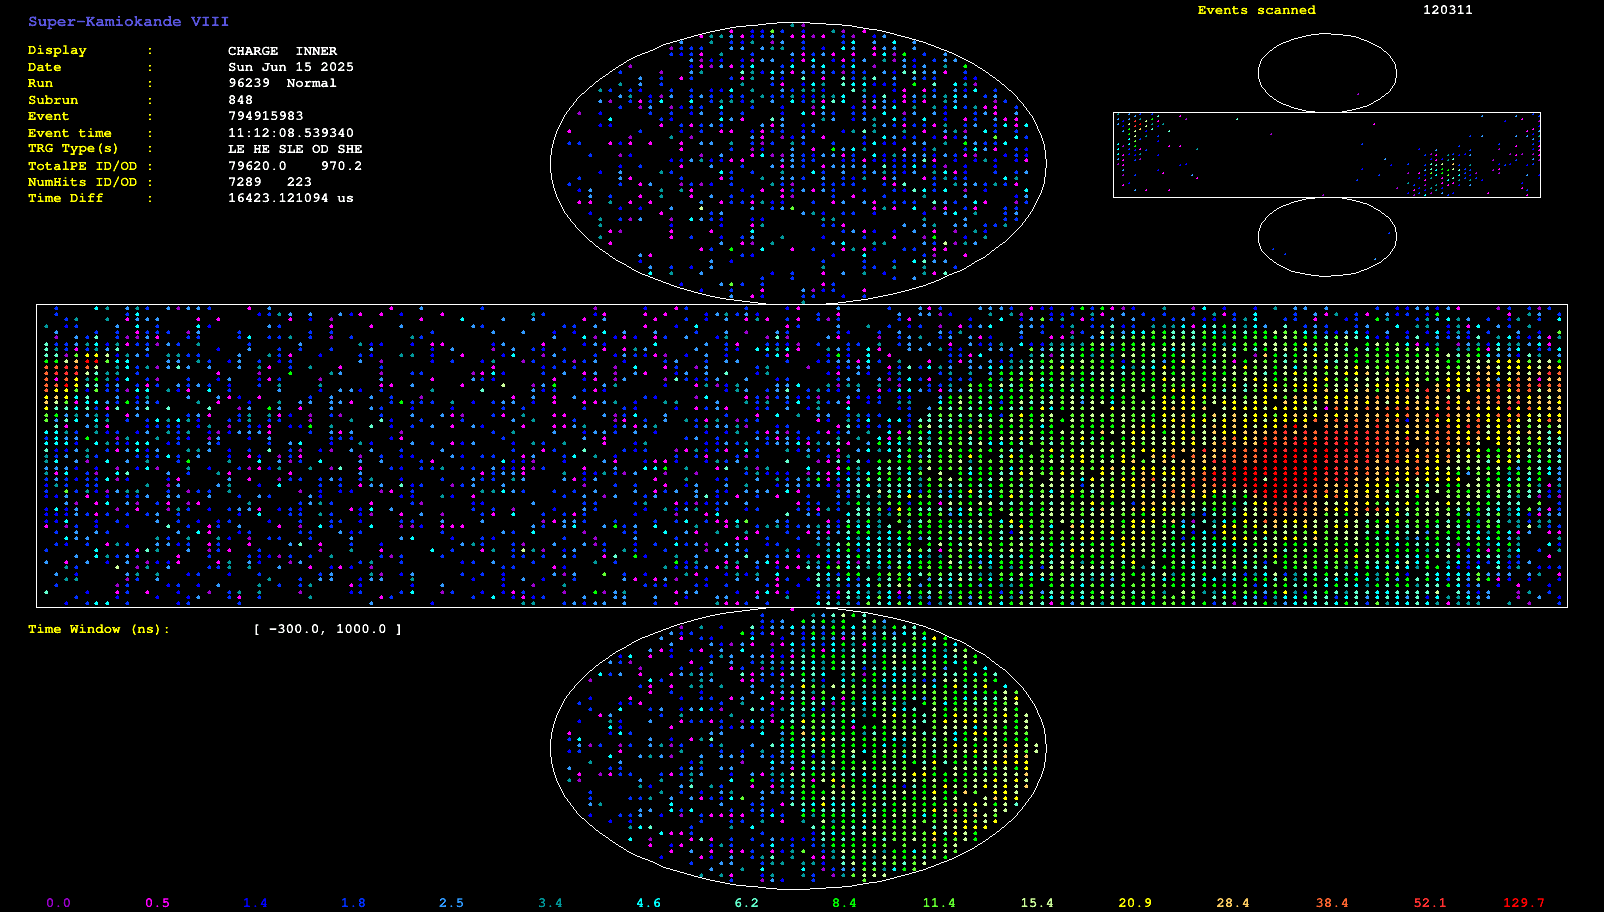 Super-Kamiokande VIII
Display : CHARGE INNER
Date : Sun Jun 15 2025
Run : 96239 Normal
Subrun : 848
Event : 794915983
Event time : 11:12:08.539340
TRG Type(s) : LE HE SLE OD SHE
TotalPE ID/OD : 79620.0 970.2
NumHits ID/OD : 7289 223
Time Diff : 16423.121094 us
Events scanned 120311
Time Window (ns): [ -300.0, 1000.0 ]
0.0 0.5 1.4 1.8 2.5 3.4 4.6 6.2 8.4 11.4 15.4 20.9 28.4 38.4 52.1 129.7